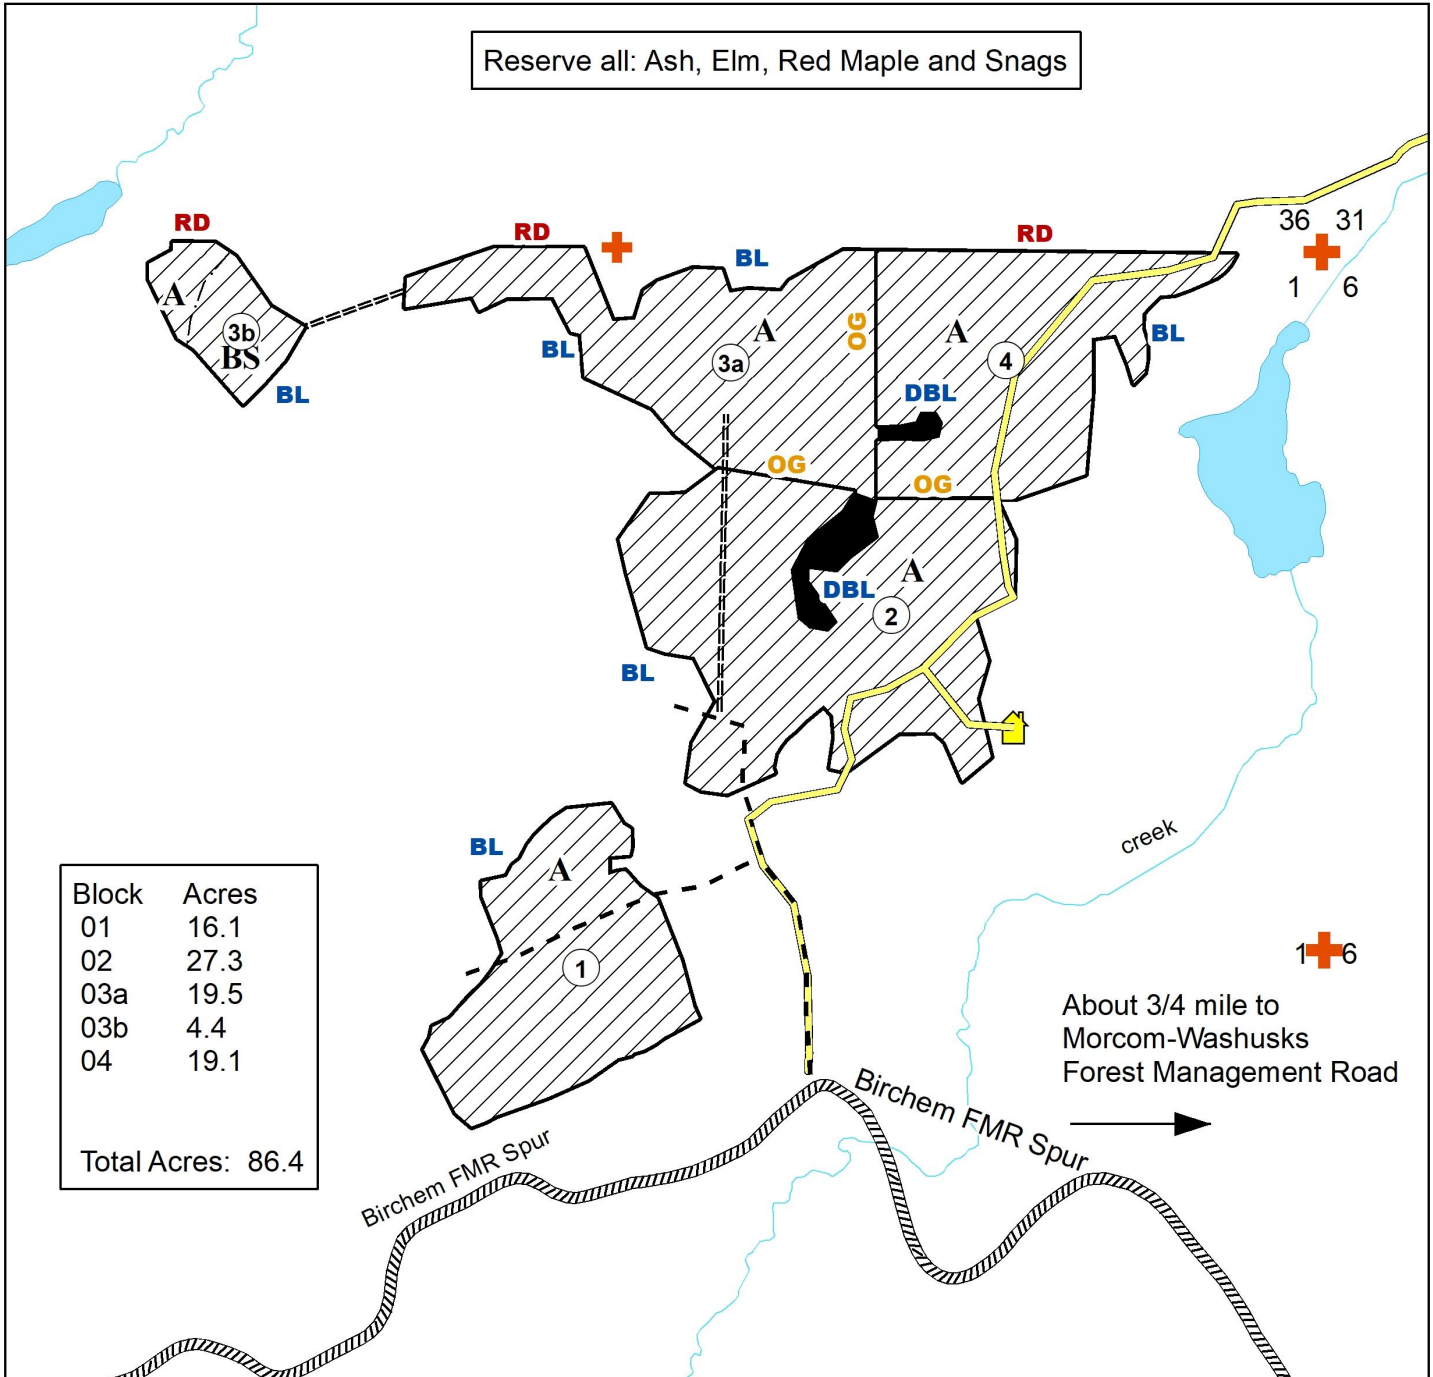 Reserve all: Ash, Elm, Red Maple and Snags
36 31
1 6
RD
RD
BL
RD
A
3b
BS
BL
BL
A
3a
OG
A
4
BL
DBL
OG
OG
A
DBL
2
BL
BL
A
1
creek
1 6
Block Acres
01 16.1
02 27.3
03a 19.5
03b 4.4
04 19.1
Total Acres: 86.4
About 3/4 mile to
Morcom-Washusks
Forest Management Road
Birchem FMR Spur
Birchem FMR Spur